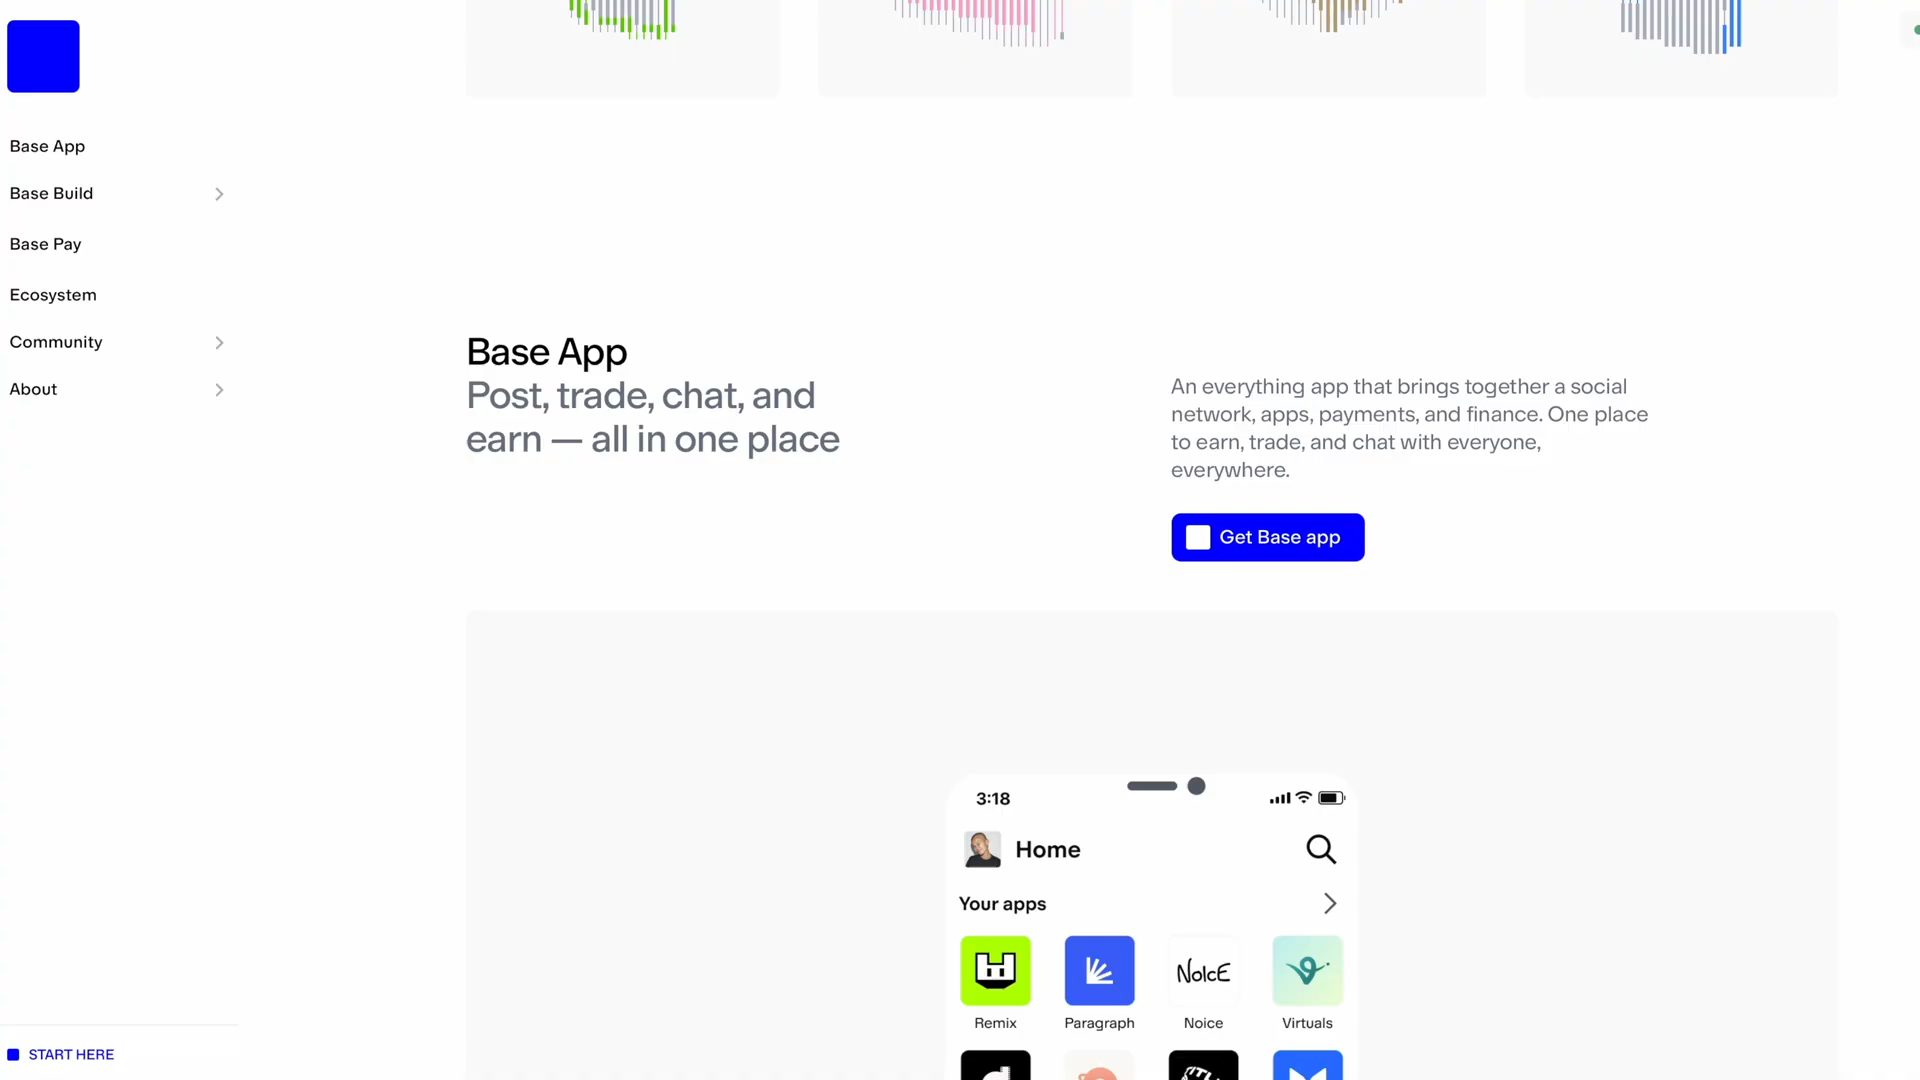 Base App
Base Build
Base Pay
Ecosystem
Community
About
START HERE
Base App
Post, trade, chat, and
earn — all in one place
An everything app that brings together a social
network, apps, payments, and finance. One place
to earn, trade, and chat with everyone,
everywhere.
Get Base app
3:18
Home
Your apps
NoIcE
Remix
Paragraph
Noice
Virtuals